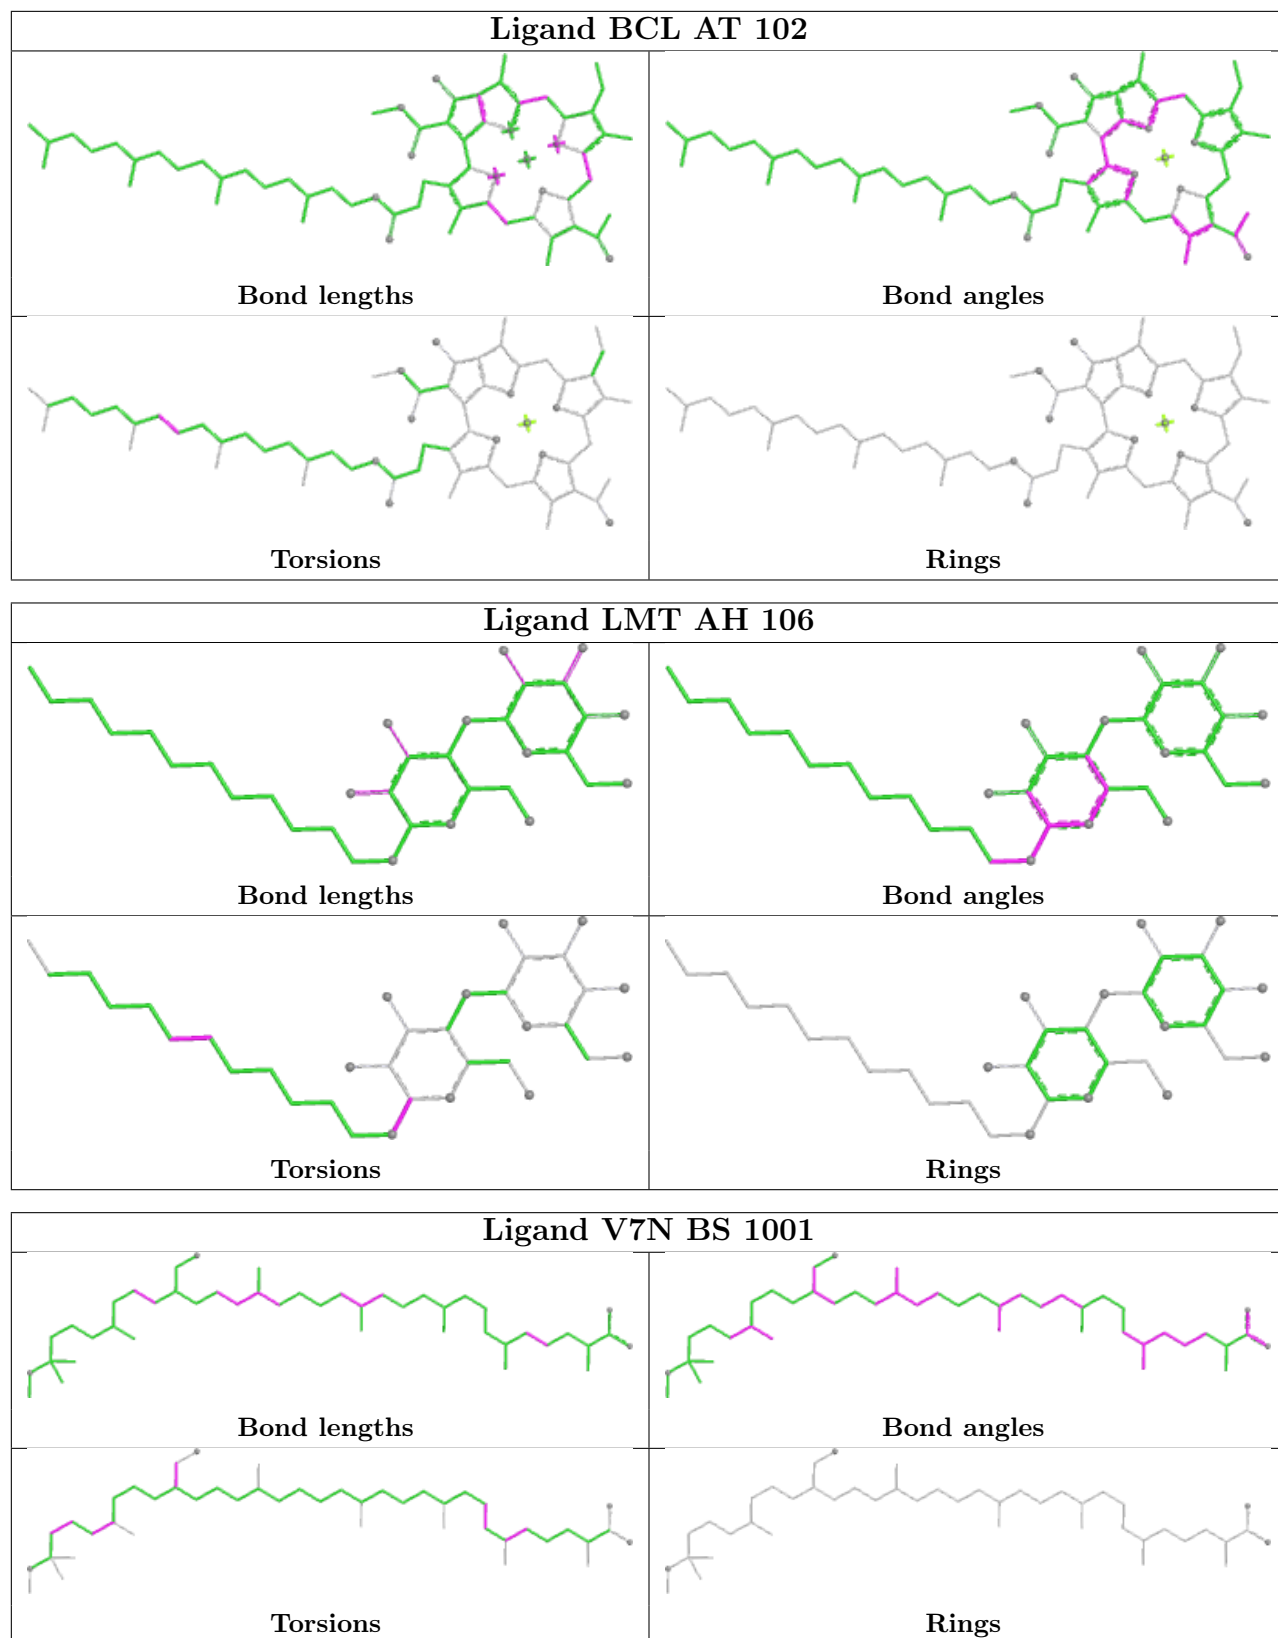 Ligand BCL AT 102
Bond lengths
Bond angles
Torsions
Rings
Ligand LMT AH 106
Bond lengths
Bond angles
Torsions
Rings
Ligand V7N BS 1001
Bond lengths
Bond angles
Torsions
Rings